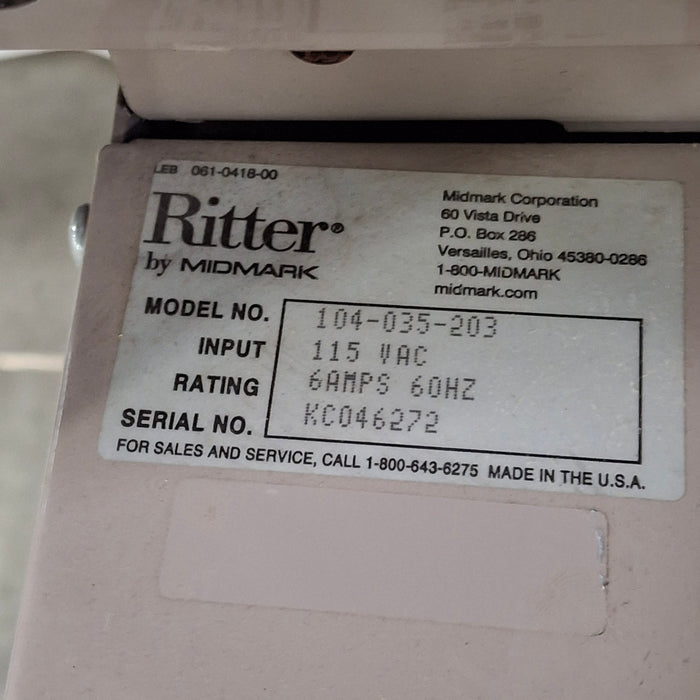 LEB 061-0418-00
Ritter®
by MIDMARK
Midmark Corporation
60 Vista Drive
P.O. Box 286
Versailles, Ohio 45380-0286
1-800-MIDMARK
midmark.com
MODEL NO. 104-035-203
INPUT 115 VAC
RATING 6AMPS 60HZ
SERIAL NO. KC046272
FOR SALES AND SERVICE, CALL 1-800-643-6275 MADE IN THE U.S.A.